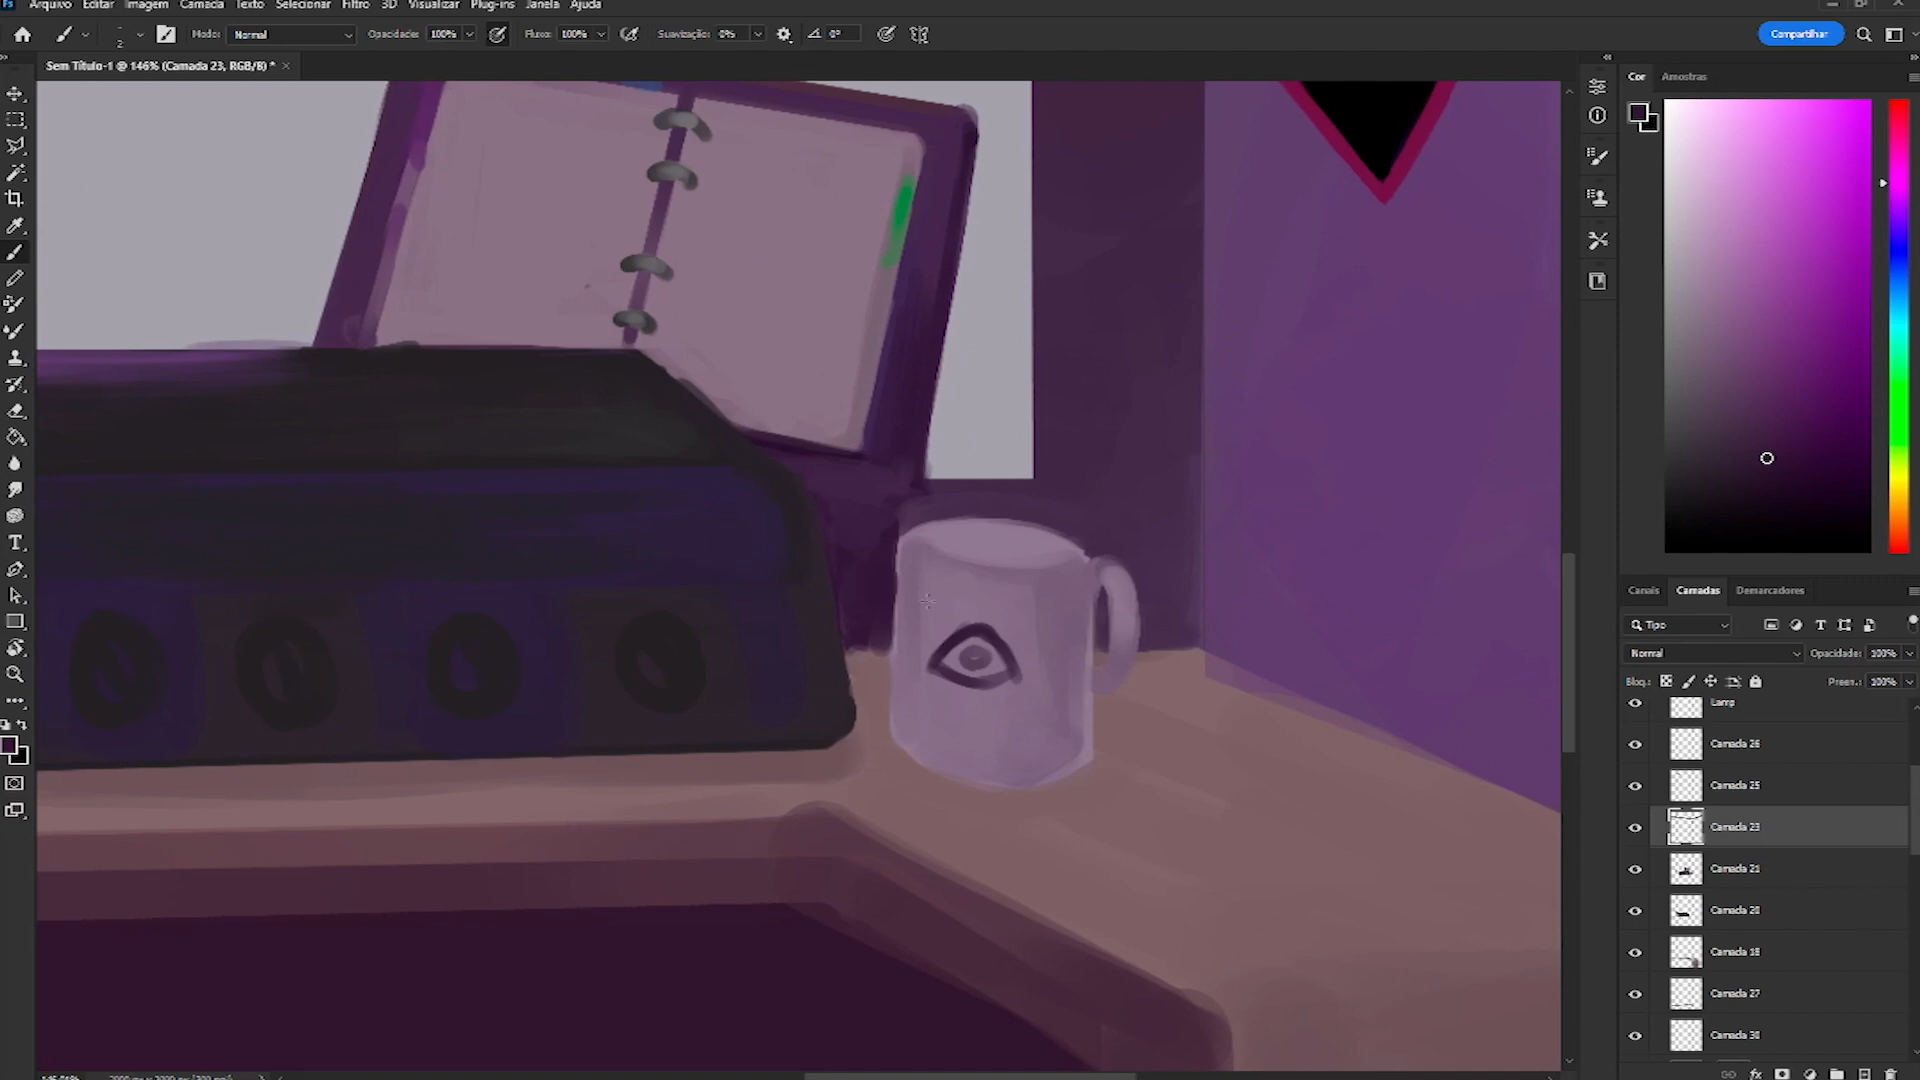 Arquivo Editar Imagem Camada Texto Selecionar Filtro 3D Visualizar Plug-ins Janela Ajuda
2 Modo: Normal Opacidade: 100% Fluxo: 100% Suavização: 0% 0° Compartilhar
Sem Título-1 @ 146% (Camada 23, RGB/8) * ×
Cor Amostras
Canais Camadas Demarcadores
Tipo
Normal Opacidade: 100%
Bloq.: Preen.: 100%
Lamp
Camada 26
Camada 25
Camada 23
Camada 21
Camada 20
Camada 18
Camada 27
Camada 30